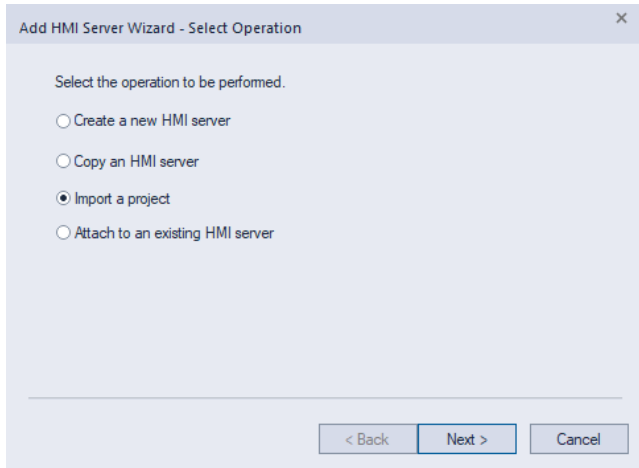 Add HMI Server Wizard - Select Operation
Select the operation to be performed.
Create a new HMI server
Copy an HMI server
Import a project
Attach to an existing HMI server
< Back Next > Cancel